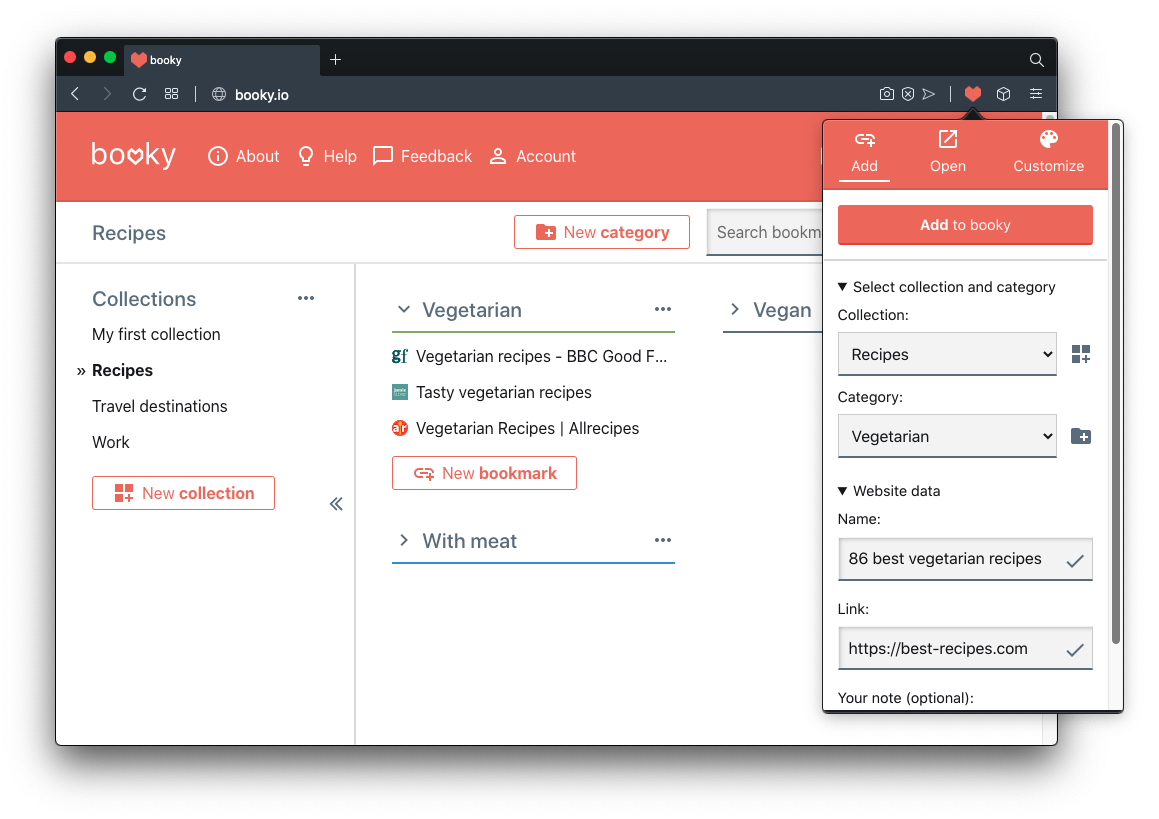 booky
booky.io
booky
About
Help
Feedback
Account
Recipes
New category
Search bookm
Collections
My first collection
» Recipes
Travel destinations
Work
New collection
Vegetarian
Vegetarian recipes - BBC Good F...
Tasty vegetarian recipes
Vegetarian Recipes | Allrecipes
New bookmark
With meat
Vegan
Add
Open
Customize
Add to booky
Select collection and category
Collection:
Recipes
Category:
Vegetarian
Website data
Name:
86 best vegetarian recipes
Link:
https://best-recipes.com
Your note (optional):